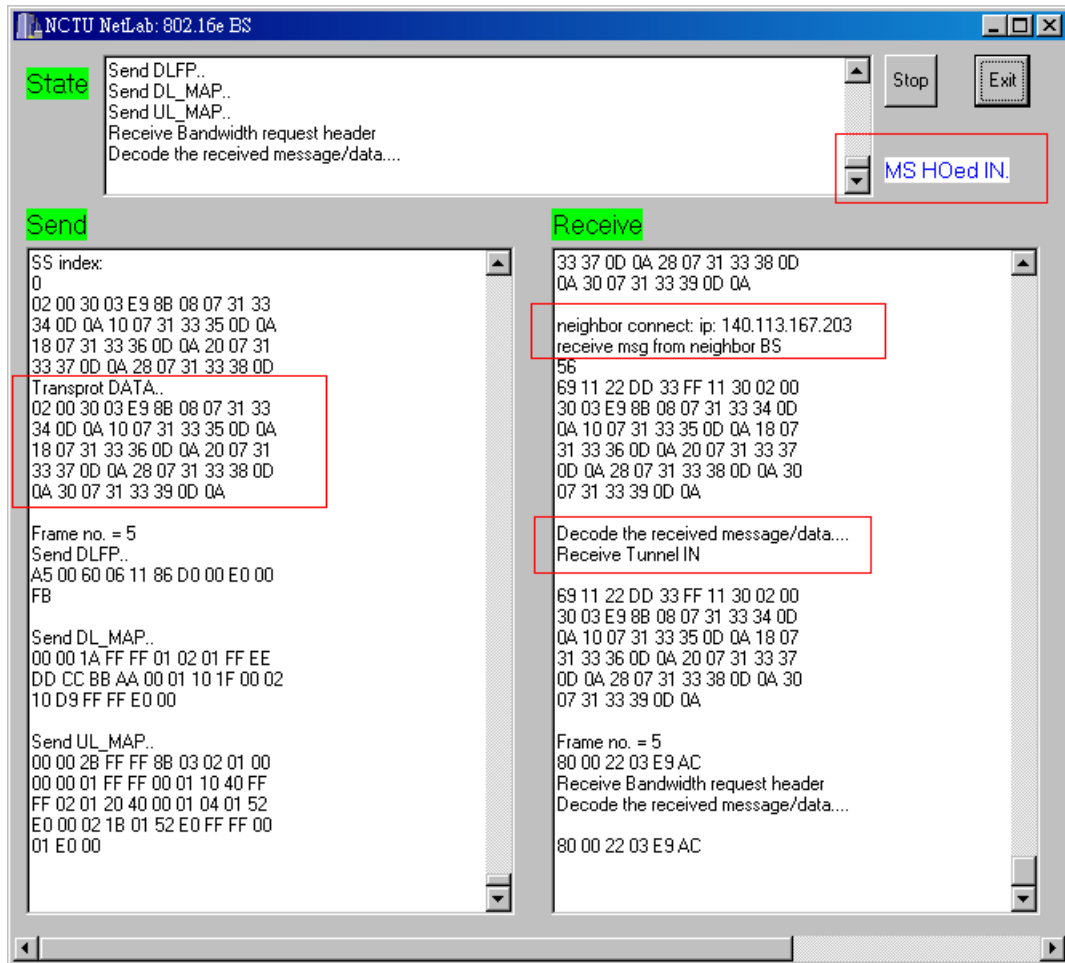 NCTU NetLab: 802.16e BS
State
Send DLFP..
Send DL_MAP..
Send UL_MAP..
Receive Bandwidth request header
Decode the received message/data....
Stop
Exit
MS HOed IN.
Send
SS index:
0
02 00 30 03 E9 8B 08 07 31 33
34 0D 0A 10 07 31 33 35 0D 0A
18 07 31 33 36 0D 0A 20 07 31
33 37 0D 0A 28 07 31 33 38 0D
Transprot DATA..
02 00 30 03 E9 8B 08 07 31 33
34 0D 0A 10 07 31 33 35 0D 0A
18 07 31 33 36 0D 0A 20 07 31
33 37 0D 0A 28 07 31 33 38 0D
0A 30 07 31 33 39 0D 0A
Frame no. = 5
Send DLFP..
A5 00 60 06 11 86 D0 00 E0 00
FB
Send DL_MAP..
00 00 1A FF FF 01 02 01 FF EE
DD CC BB AA 00 01 10 1F 00 02
10 D9 FF FF E0 00
Send UL_MAP..
00 00 2B FF FF 8B 03 02 01 00
00 00 01 FF FF 00 01 10 40 FF
FF 02 01 20 40 00 01 04 01 52
E0 00 02 1B 01 52 E0 FF FF 00
01 E0 00
Receive
33 37 0D 0A 28 07 31 33 38 0D
0A 30 07 31 33 39 0D 0A
neighbor connect: ip: 140.113.167.203
receive msg from neighbor BS
56
69 11 22 DD 33 FF 11 30 02 00
30 03 E9 8B 08 07 31 33 34 0D
0A 10 07 31 33 35 0D 0A 18 07
31 33 36 0D 0A 20 07 31 33 37
0D 0A 28 07 31 33 38 0D 0A 30
07 31 33 39 0D 0A
Decode the received message/data....
Receive Tunnel IN
69 11 22 DD 33 FF 11 30 02 00
30 03 E9 8B 08 07 31 33 34 0D
0A 10 07 31 33 35 0D 0A 18 07
31 33 36 0D 0A 20 07 31 33 37
0D 0A 28 07 31 33 38 0D 0A 30
07 31 33 39 0D 0A
Frame no. = 5
80 00 22 03 E9 AC
Receive Bandwidth request header
Decode the received message/data....
80 00 22 03 E9 AC